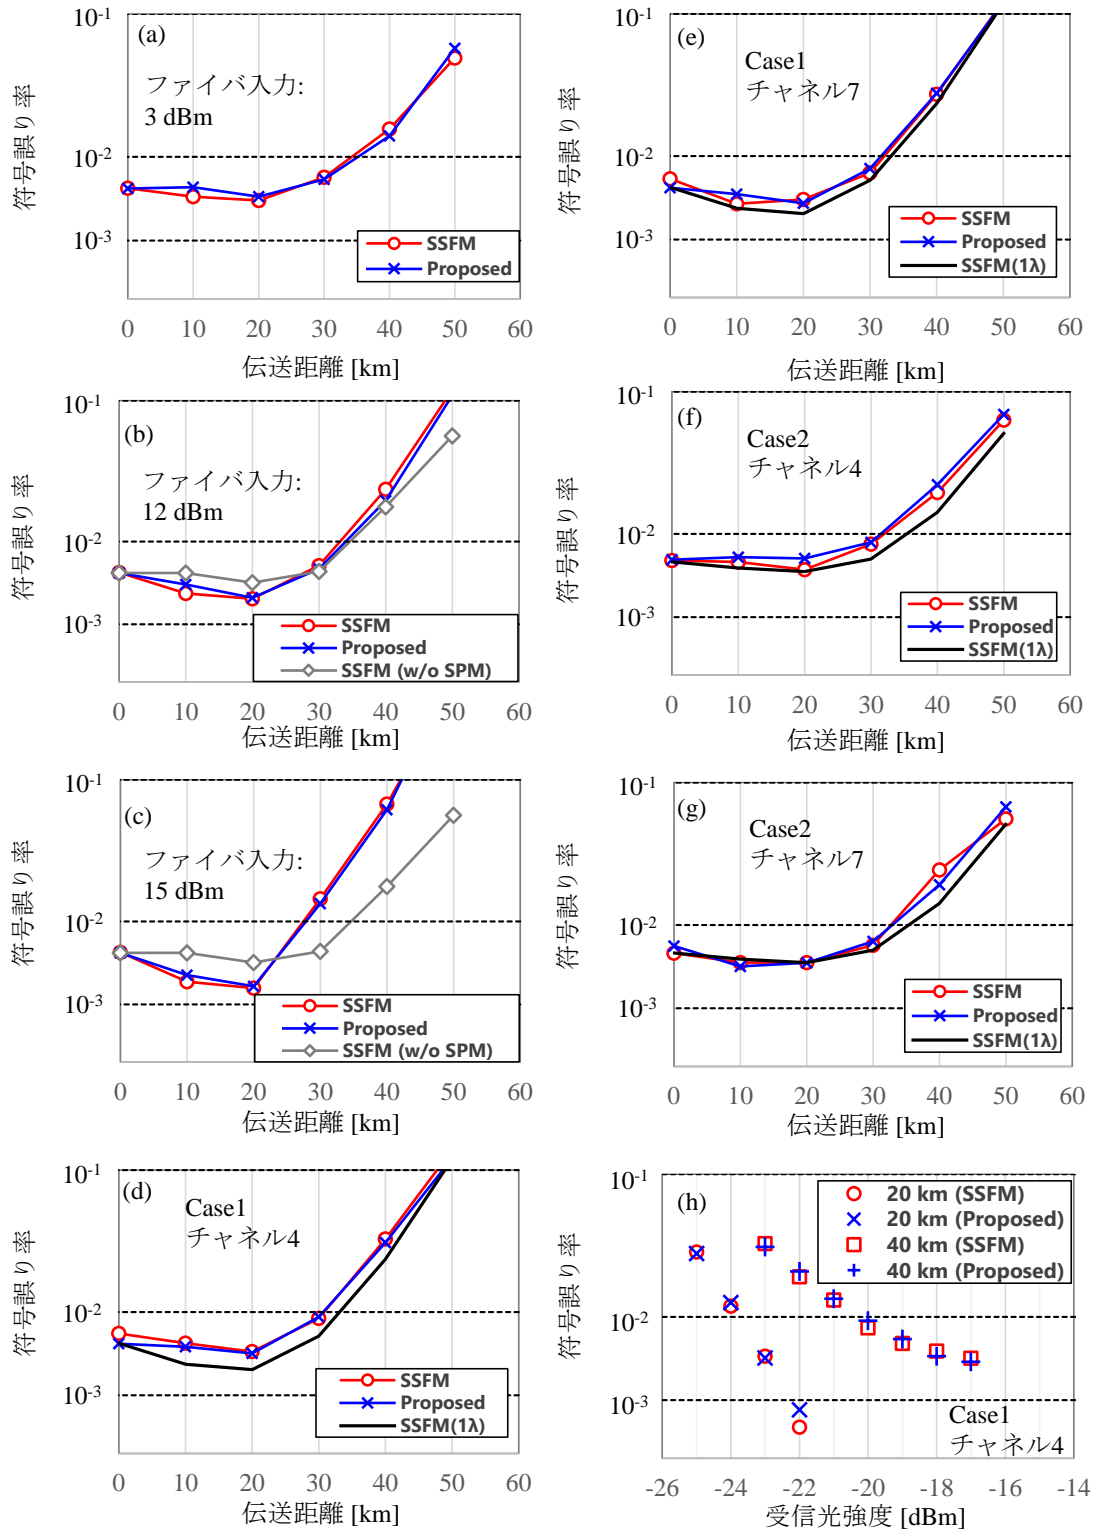 (a)
ファイバ入力:
3 dBm
符号誤り率
10-1
10-2
10-3
SSFM
Proposed
0 10 20 30 40 50 60
伝送距離 [km]
(b)
ファイバ入力:
12 dBm
符号誤り率
10-1
10-2
10-3
SSFM
Proposed
SSFM (w/o SPM)
0 10 20 30 40 50 60
伝送距離 [km]
(c)
ファイバ入力:
15 dBm
符号誤り率
10-1
10-2
10-3
SSFM
Proposed
SSFM (w/o SPM)
0 10 20 30 40 50 60
伝送距離 [km]
(d)
Case1
チャネル4
符号誤り率
10-1
10-2
10-3
SSFM
Proposed
SSFM(1λ)
0 10 20 30 40 50 60
伝送距離 [km]
(e)
Case1
チャネル7
符号誤り率
10-1
10-2
10-3
SSFM
Proposed
SSFM(1λ)
0 10 20 30 40 50 60
伝送距離 [km]
(f)
Case2
チャネル4
符号誤り率
10-1
10-2
10-3
SSFM
Proposed
SSFM(1λ)
0 10 20 30 40 50 60
伝送距離 [km]
(g)
Case2
チャネル7
符号誤り率
10-1
10-2
10-3
SSFM
Proposed
SSFM(1λ)
0 10 20 30 40 50 60
伝送距離 [km]
(h)
20 km (SSFM)
20 km (Proposed)
40 km (SSFM)
40 km (Proposed)
符号誤り率
10-1
10-2
10-3
Case1
チャネル4
-26 -24 -22 -20 -18 -16 -14
受信光強度 [dBm]